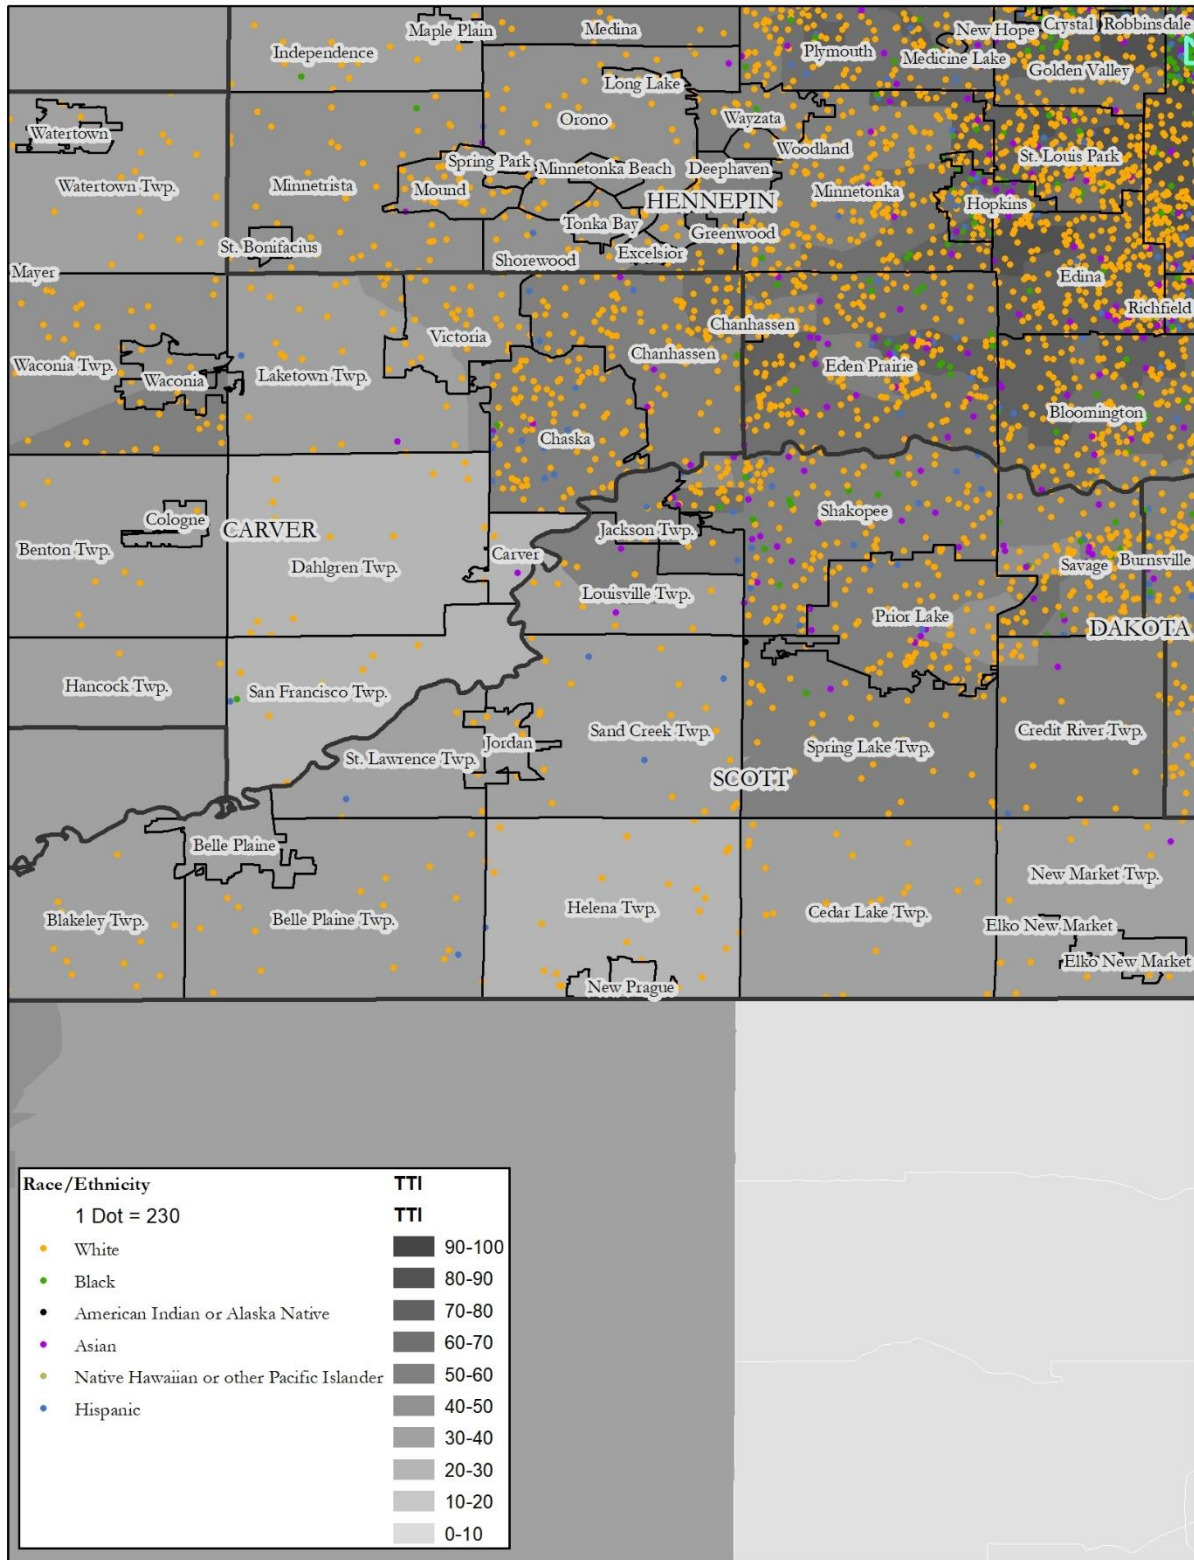 Maple Plain
Medina
New Hope
Crystal
Robbinsdale
Independence
Plymouth
Medicine Lake
Golden Valley
Long Lake
Watertown
Orono
Wayzata
Woodland
St. Louis Park
Watertown Twp.
Minnetrista
Spring Park
Mound
Minnetonka Beach
Deephaven
Minnetonka
HENNEPIN
Hopkins
Tonka Bay
Greenwood
St. Bonifacius
Shorewood
Excelsior
Edina
Mayer
Richfield
Victoria
Chanhassen
Chanhassen
Waconia Twp.
Waconia
Laketown Twp.
Eden Prairie
Bloomington
Chaska
Cologne
CARVER
Jackson Twp.
Shakopee
Benton Twp.
Dahlgren Twp.
Carver
Savage
Burnsville
Louisville Twp.
Prior Lake
DAKOTA
Hancock Twp.
San Francisco Twp.
Jordan
Sand Creek Twp.
Credit River Twp.
St. Lawrence Twp.
Spring Lake Twp.
SCOTT
Belle Plaine
New Market Twp.
Blakeley Twp.
Belle Plaine Twp.
Helena Twp.
Cedar Lake Twp.
Elko New Market
Elko New Market
New Prague
Race/Ethnicity
1 Dot = 230
White
Black
American Indian or Alaska Native
Asian
Native Hawaiian or other Pacific Islander
Hispanic
TTI
TTI
90-100
80-90
70-80
60-70
50-60
40-50
30-40
20-30
10-20
0-10